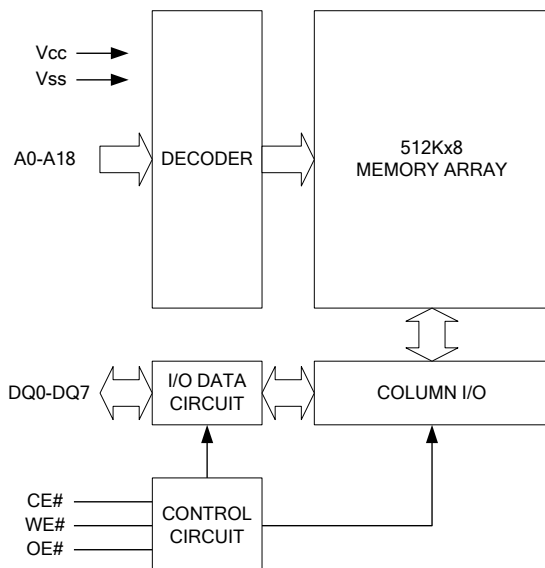 Vcc
Vss
A0-A18
DECODER
512Kx8
MEMORY ARRAY
DQ0-DQ7
I/O DATA
CIRCUIT
COLUMN I/O
CE#
WE#
OE#
CONTROL
CIRCUIT